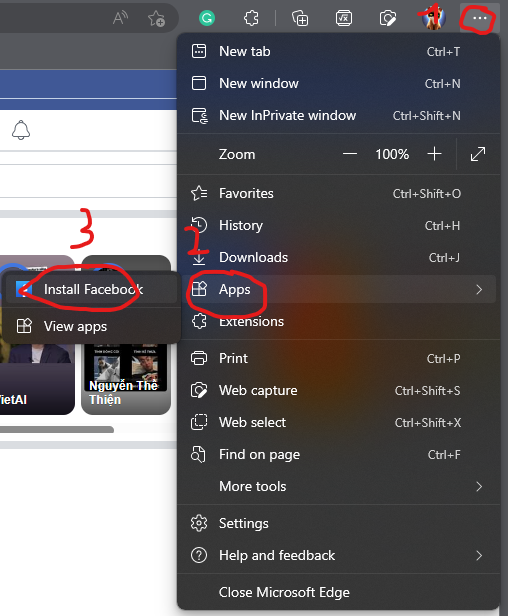 New tab Ctrl+T
New window Ctrl+N
New InPrivate window Ctrl+Shift+N
Zoom 100%
Favorites Ctrl+Shift+O
History Ctrl+H
Downloads Ctrl+J
Apps
Extensions
Print Ctrl+P
Web capture Ctrl+Shift+S
Web select Ctrl+Shift+X
Find on page Ctrl+F
More tools
Settings
Help and feedback
Close Microsoft Edge
3
Install Facebook
View apps
ietAI
Nguyễn Thế
Thiện